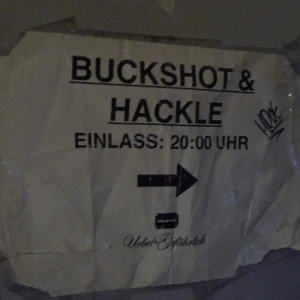 BUCKSHOT &
HACKLE
EINLASS: 20:00 UHR
Uebel & Gefährlich